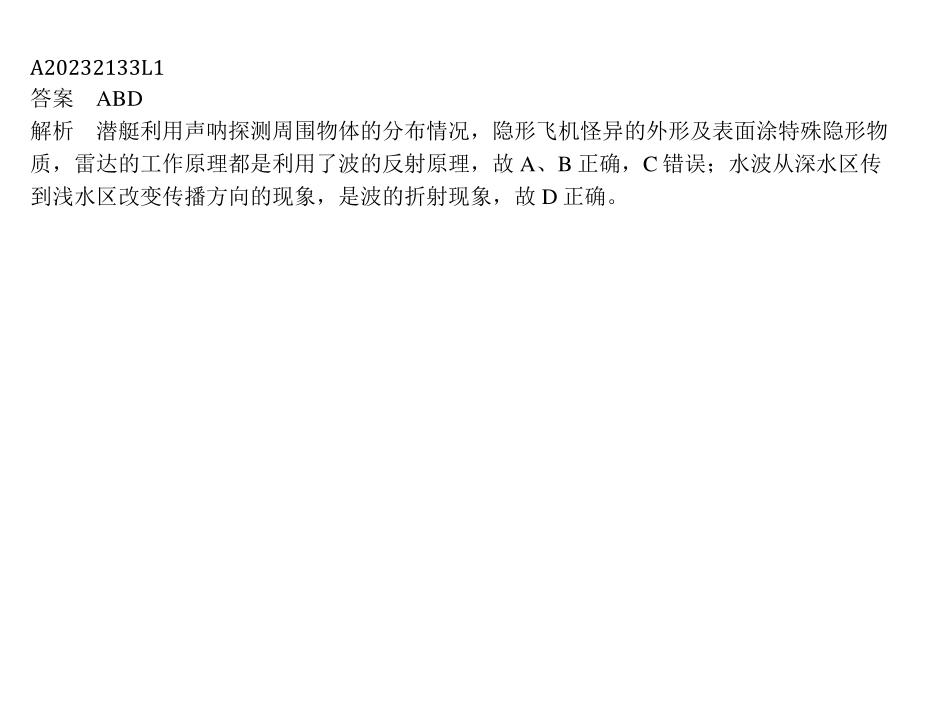 A20232133L1
答案　ABD
解析　潜艇利用声呐探测周围物体的分布情况，隐形飞机怪异的外形及表面涂特殊隐形物
质，雷达的工作原理都是利用了波的反射原理，故 A、B 正确，C 错误；水波从深水区传
到浅水区改变传播方向的现象，是波的折射现象，故 D 正确。